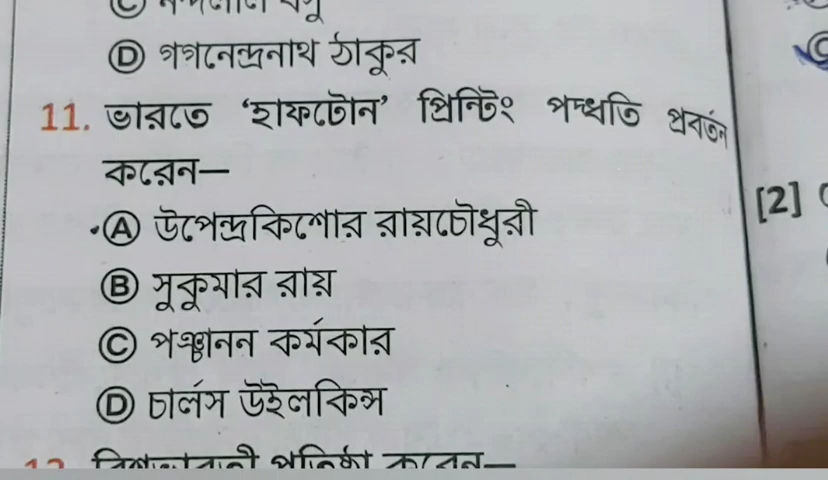 Ⓓ গগনেন্দ্রনাথ ঠাকুর
11. ভারতে ‘হাফটোন’ প্রিন্টিং পদ্ধতি প্রবর্তন
করেন—
Ⓐ উপেন্দ্রকিশোর রায়চৌধুরী
[2]
Ⓑ সুকুমার রায়
Ⓒ পঞ্চানন কর্মকার
Ⓓ চার্লস উইলকিন্স